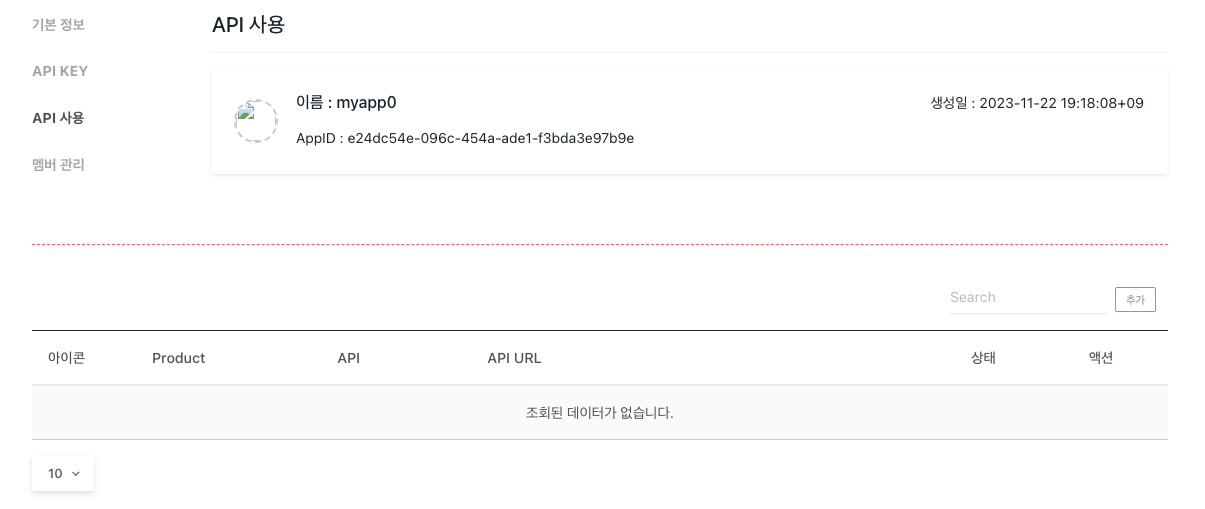 기본 정보
API KEY
API 사용
멤버 관리
API 사용
이름 : myapp0
생성일 : 2023-11-22 19:18:08+09
AppID : e24dc54e-096c-454a-ade1-f3bda3e97b9e
Search
추가
아이콘 Product API API URL 상태 액션
조회된 데이터가 없습니다.
10